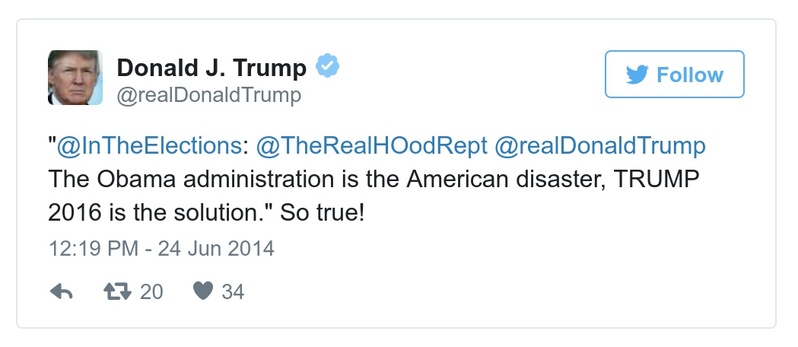 Donald J. Trump
@realDonaldTrump
Follow
"@InTheElections: @TheRealHOodRept @realDonaldTrump
The Obama administration is the American disaster, TRUMP
2016 is the solution." So true!
12:19 PM - 24 Jun 2014
20 34